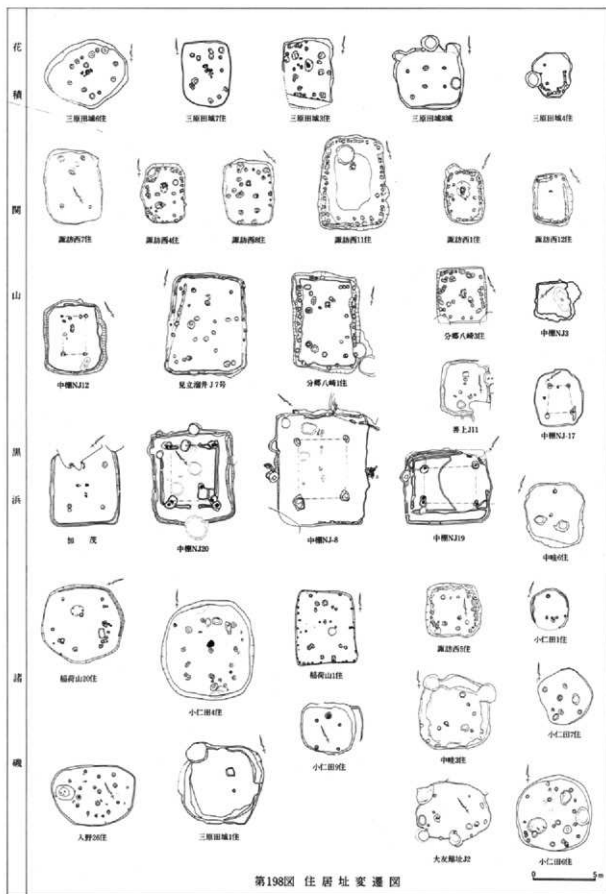 花積
三原田城6住
三原田城7住
三原田城3住
三原田城8城
三原田城4住
関山
諏訪西7住
諏訪西4住
諏訪西8住
諏訪西11住
諏訪西1住
諏訪西12住
中棚NJ12
見立溜井J7号
分郷八崎1住
分郷八崎3住
中棚NJ3
善上J11
中棚NJ-17
黒浜
加茂
中棚NJ20
中棚NJ-8
中棚NJ19
中畦6住
諸磯
稲荷山20住
小仁田4住
稲荷山1住
諏訪西5住
小仁田1住
小仁田9住
中畦3住
小仁田7住
入野26住
三原田城1住
大友館址J2
小仁田6住
0 5m
第198図 住居址変遷図